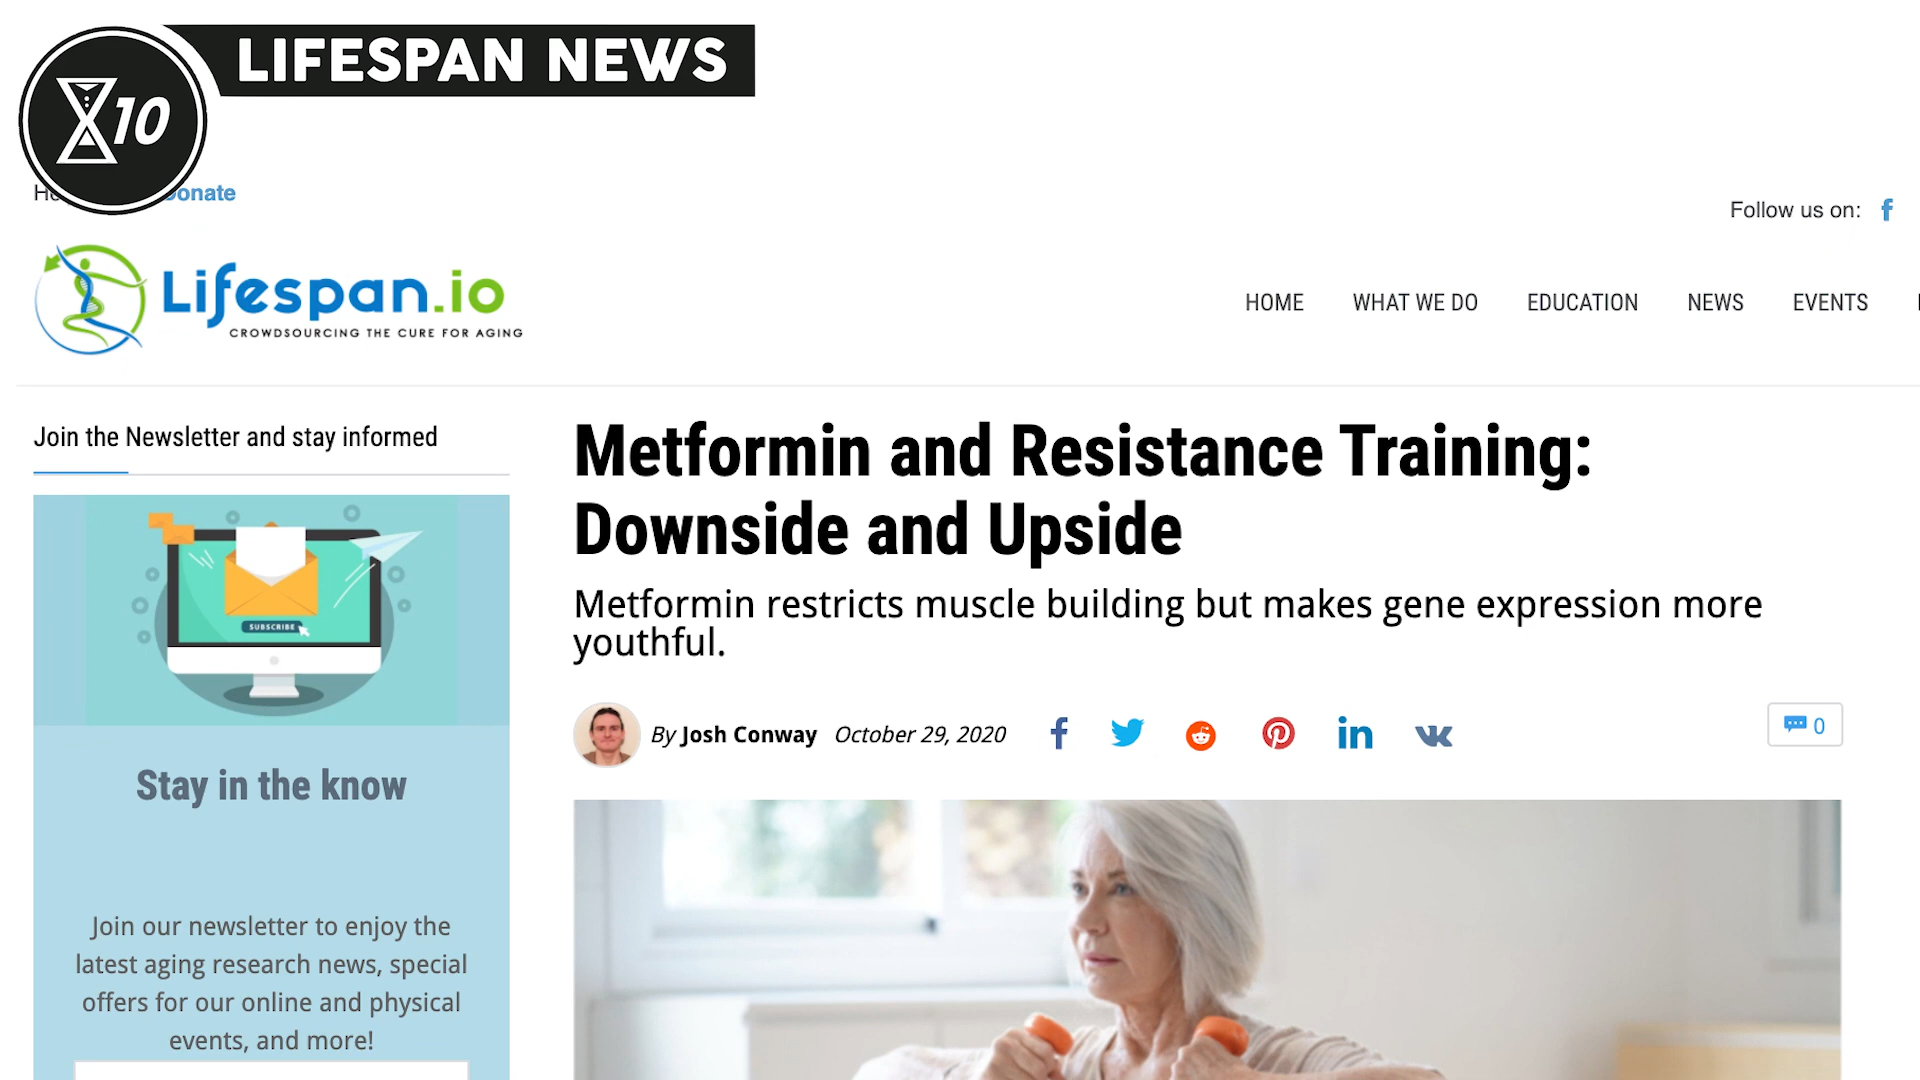 LIFESPAN NEWS
X10
Donate
Follow us on:
Lifespan.io
CROWDSOURCING THE CURE FOR AGING
HOME WHAT WE DO EDUCATION NEWS EVENTS
Join the Newsletter and stay informed
SUBSCRIBE
Stay in the know
Join our newsletter to enjoy the
latest aging research news, special
offers for our online and physical
events, and more!
Metformin and Resistance Training:
Downside and Upside
Metformin restricts muscle building but makes gene expression more
youthful.
By Josh Conway October 29, 2020
0